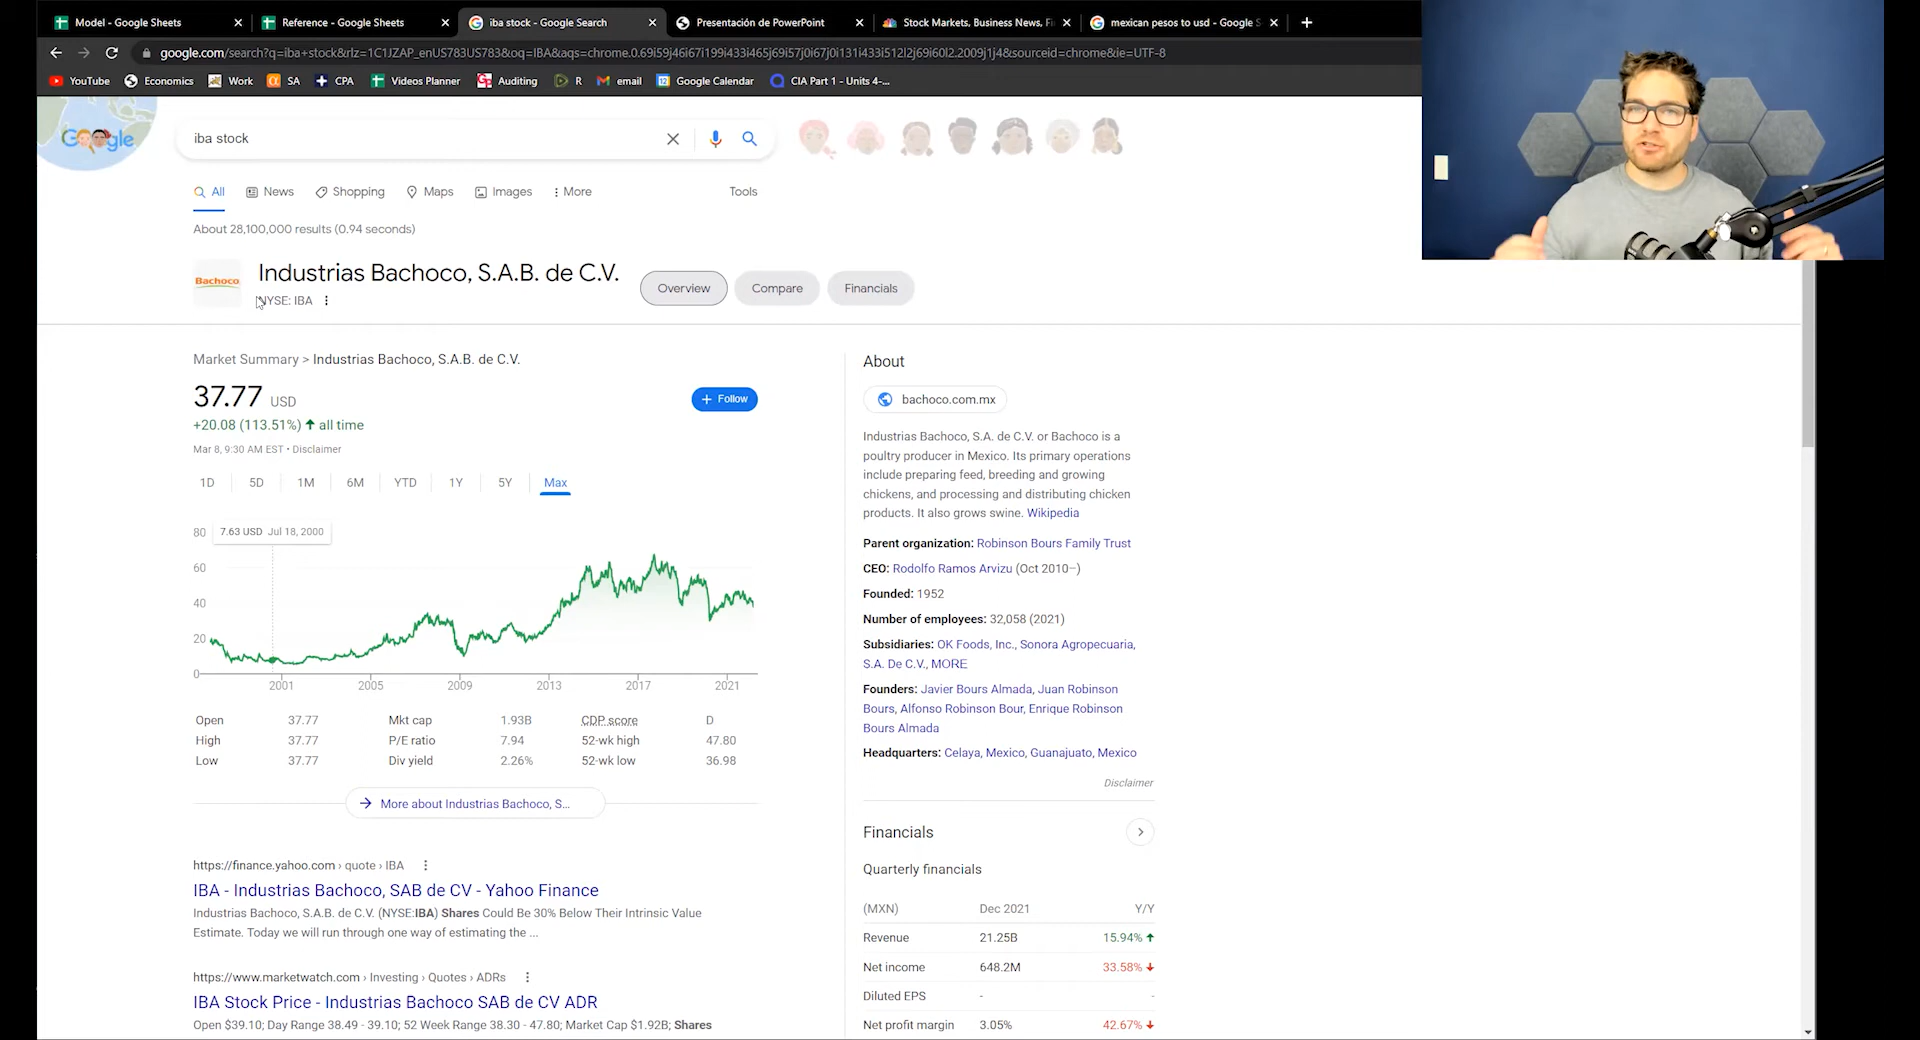 Model - Google Sheets
Reference - Google Sheets
iba stock - Google Search
Presentación de PowerPoint
Stock Markets, Business News, Fi
mexican pesos to usd - Google S
google.com/search?q=iba+stock&rlz=1C1JZAP_enUS783US783&oq=IBA&aqs=chrome.0.69i59j46i67i199i433i465j69i57j0i67j0i131i433i512l2j69i60l2.2009j1j4&sourceid=chrome&ie=UTF-8
YouTube
Economics
Work
SA
CPA
Videos Planner
Auditing
R
email
Google Calendar
CIA Part 1 - Units 4-...
Google
iba stock
All
News
Shopping
Maps
Images
More
Tools
About 28,100,000 results (0.94 seconds)
Bachoco
Industrias Bachoco, S.A.B. de C.V.
NYSE: IBA
Overview
Compare
Financials
Market Summary > Industrias Bachoco, S.A.B. de C.V.
37.77 USD
+ Follow
+20.08 (113.51%) ↑ all time
Mar 8, 9:30 AM EST • Disclaimer
1D 5D 1M 6M YTD 1Y 5Y Max
7.63 USD Jul 18, 2000
80
60
40
20
0
2001 2005 2009 2013 2017 2021
Open 37.77 Mkt cap 1.93B CDP score D
High 37.77 P/E ratio 7.94 52-wk high 47.80
Low 37.77 Div yield 2.26% 52-wk low 36.98
More about Industrias Bachoco, S...
https://finance.yahoo.com › quote › IBA
IBA - Industrias Bachoco, SAB de CV - Yahoo Finance
Industrias Bachoco, S.A.B. de C.V. (NYSE:IBA) Shares Could Be 30% Below Their Intrinsic Value
Estimate. Today we will run through one way of estimating the ...
https://www.marketwatch.com › Investing › Quotes › ADRs
IBA Stock Price - Industrias Bachoco SAB de CV ADR
Open $39.10; Day Range 38.49 - 39.10; 52 Week Range 38.30 - 47.80; Market Cap $1.92B; Shares
About
bachoco.com.mx
Industrias Bachoco, S.A. de C.V. or Bachoco is a
poultry producer in Mexico. Its primary operations
include preparing feed, breeding and growing
chickens, and processing and distributing chicken
products. It also grows swine. Wikipedia
Parent organization: Robinson Bours Family Trust
CEO: Rodolfo Ramos Arvizu (Oct 2010–)
Founded: 1952
Number of employees: 32,058 (2021)
Subsidiaries: OK Foods, Inc., Sonora Agropecuaria,
S.A. De C.V., MORE
Founders: Javier Bours Almada, Juan Robinson
Bours, Alfonso Robinson Bour, Enrique Robinson
Bours Almada
Headquarters: Celaya, Mexico, Guanajuato, Mexico
Disclaimer
Financials
Quarterly financials
(MXN) Dec 2021 Y/Y
Revenue 21.25B 15.94% ↑
Net income 648.2M 33.58% ↓
Diluted EPS - -
Net profit margin 3.05% 42.67% ↓